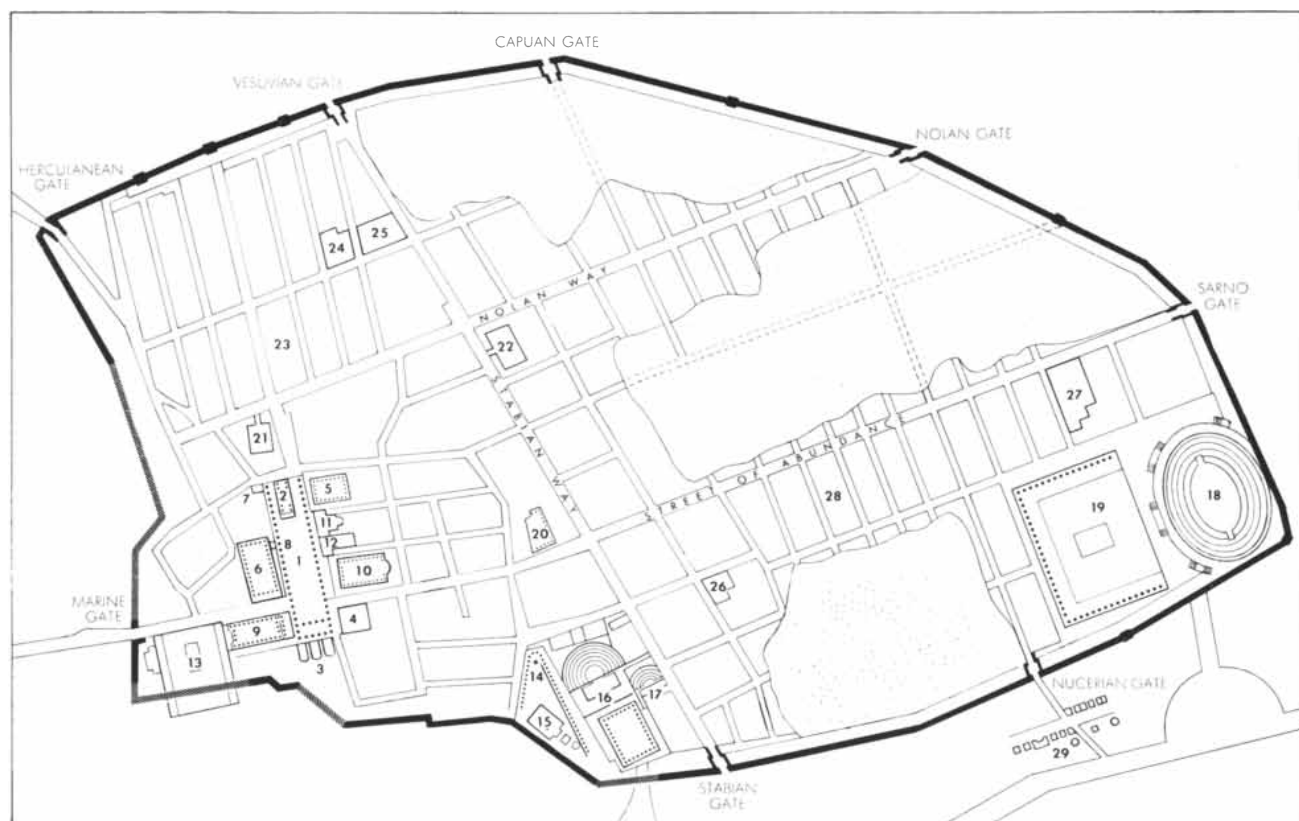 CAPUAN GATE
VESUVIAN GATE
NOLAN GATE
HERCULANEAN
GATE
24
25
SARNO
GATE
NOLAN WAY
23
22
STABIAN WAY
27
21
STREET OF ABUNDANCE
7
2
5
28
18
19
11
20
8
12
6
1
10
26
MARINE
GATE
4
9
13
3
14
16
17
NUCERIAN GATE
15
29
STABIAN
GATE